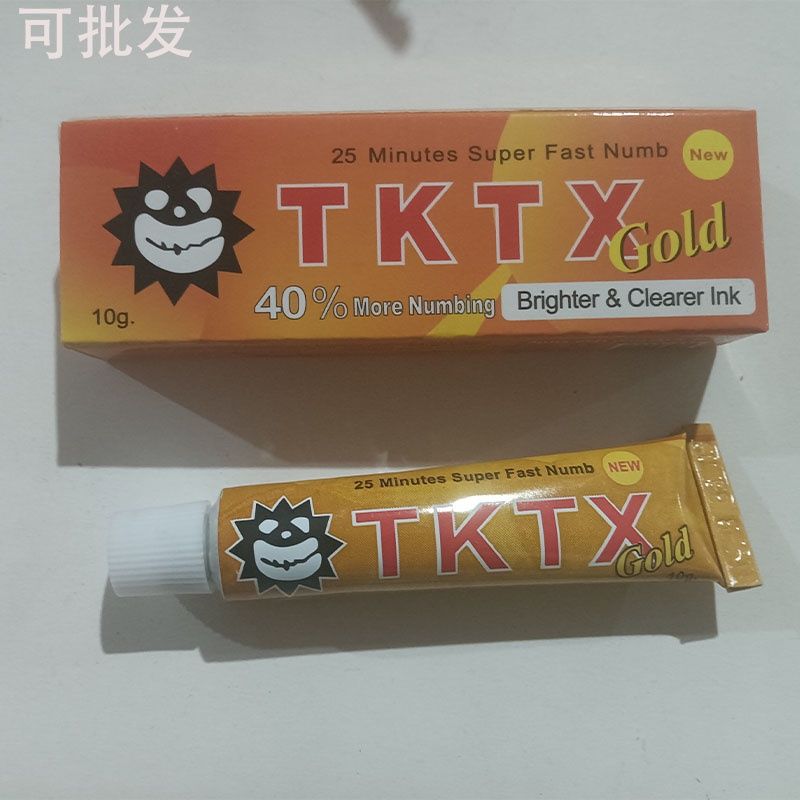 可批发
25 Minutes Super Fast Numb
New
TKTX
Gold
10g.
40% More Numbing
Brighter & Clearer Ink
25 Minutes Super Fast Numb
NEW
TKTX
Gold
10g.